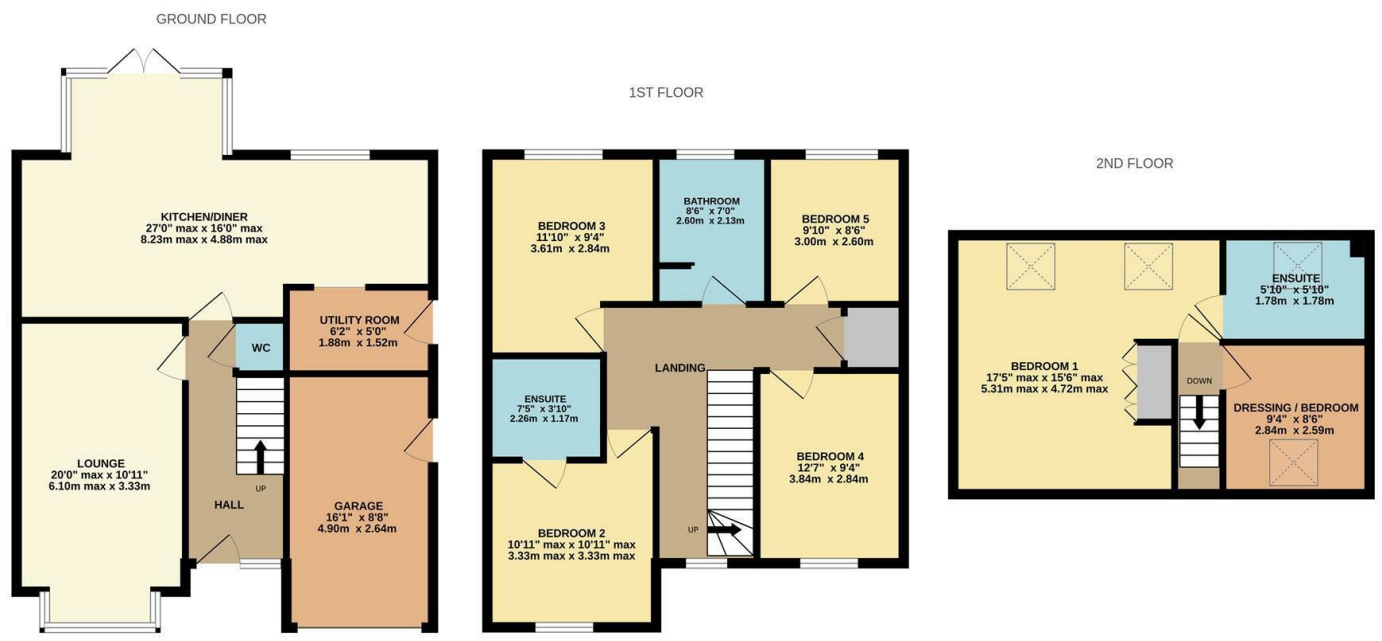 GROUND FLOOR
KITCHEN/DINER
27'0" max x 16'0" max
8.23m max x 4.88m max
UTILITY ROOM
6'2" x 5'0"
1.88m x 1.52m
WC
LOUNGE
20'0" max x 10'11"
6.10m max x 3.33m
UP
HALL
GARAGE
16'1" x 8'8"
4.90m x 2.64m
1ST FLOOR
BEDROOM 3
11'10" x 9'4"
3.61m x 2.84m
BATHROOM
8'6" x 7'0"
2.60m x 2.13m
BEDROOM 5
9'10" x 8'6"
3.00m x 2.60m
LANDING
ENSUITE
7'5" x 3'10"
2.26m x 1.17m
BEDROOM 4
12'7" x 9'4"
3.84m x 2.84m
UP
BEDROOM 2
10'11" max x 10'11" max
3.33m max x 3.33m max
2ND FLOOR
ENSUITE
5'10" x 5'10"
1.78m x 1.78m
BEDROOM 1
17'5" max x 15'6" max
5.31m max x 4.72m max
DOWN
DRESSING / BEDROOM
9'4" x 8'6"
2.84m x 2.59m